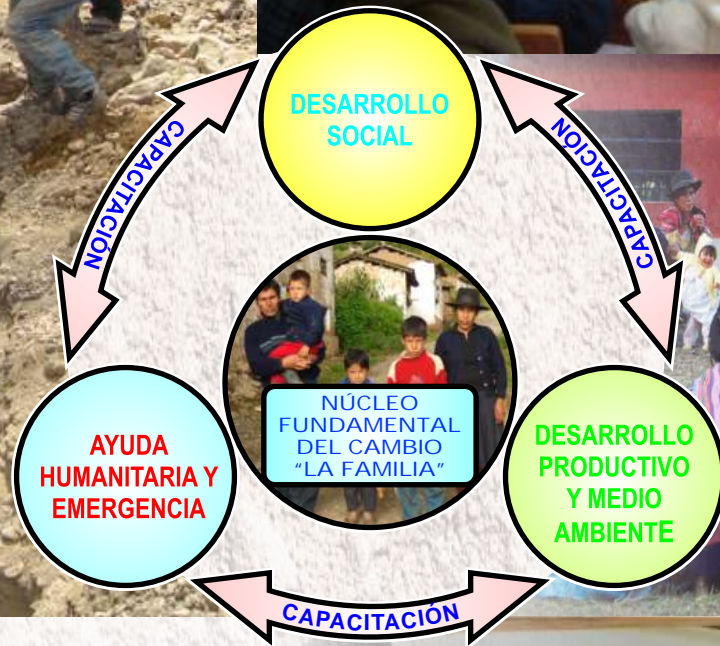 DESARROLLO
SOCIAL
CAPACITACIÓN
CAPACITACIÓN
NÚCLEO
FUNDAMENTAL
DEL CAMBIO
“LA FAMILIA”
AYUDA
HUMANITARIA Y
EMERGENCIA
DESARROLLO
PRODUCTIVO
Y MEDIO
AMBIENTE
CAPACITACIÓN